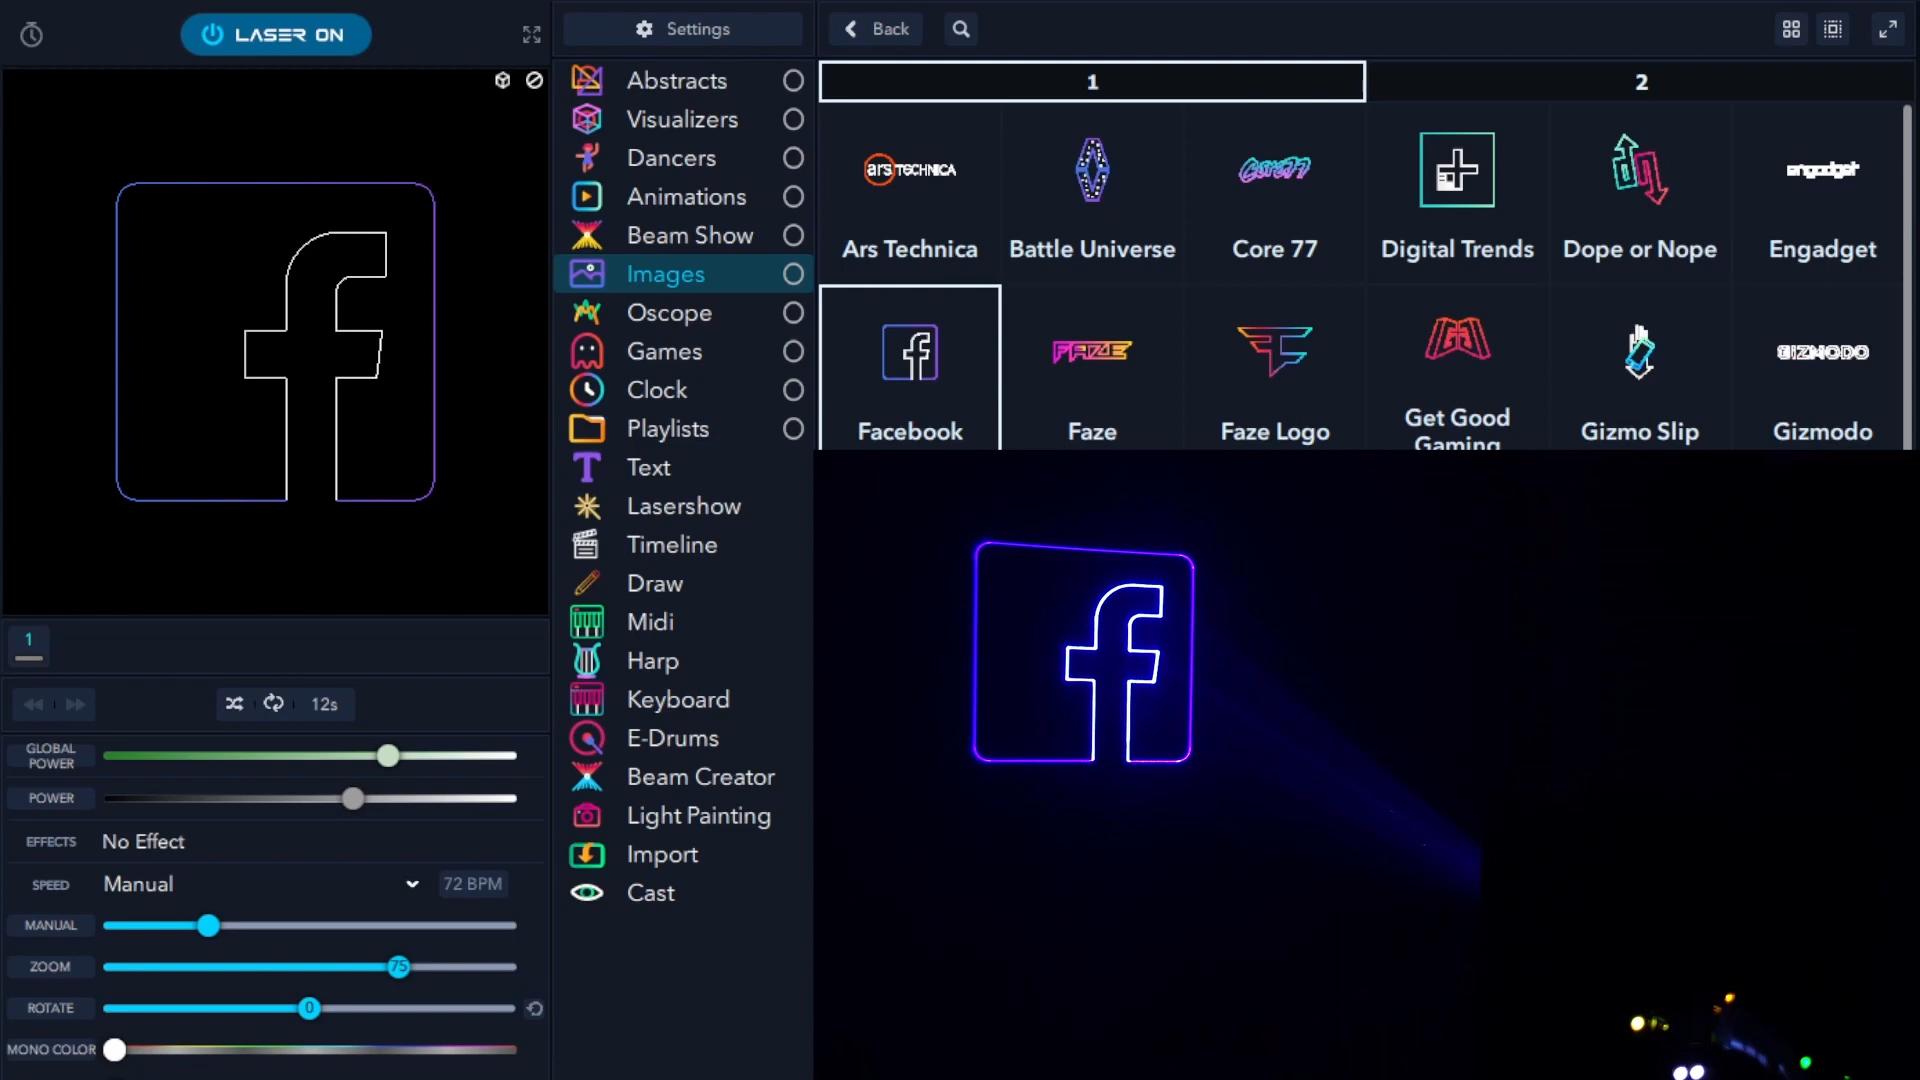 LASER ON
Settings
Back
Abstracts
Visualizers
Dancers
Animations
Beam Show
Images
Oscope
Games
Clock
Playlists
Text
Lasershow
Timeline
Draw
Midi
Harp
Keyboard
E-Drums
Beam Creator
Light Painting
Import
Cast
1
2
ars TECHNICA
Core77
engadget
Ars Technica
Battle Universe
Core 77
Digital Trends
Dope or Nope
Engadget
f
FAZE
GIZMODO
Facebook
Faze
Faze Logo
Get Good
Gaming
Gizmo Slip
Gizmodo
f
f
1
12s
GLOBAL
POWER
POWER
EFFECTS
No Effect
SPEED
Manual
72 BPM
MANUAL
ZOOM
75
ROTATE
0
MONO COLOR